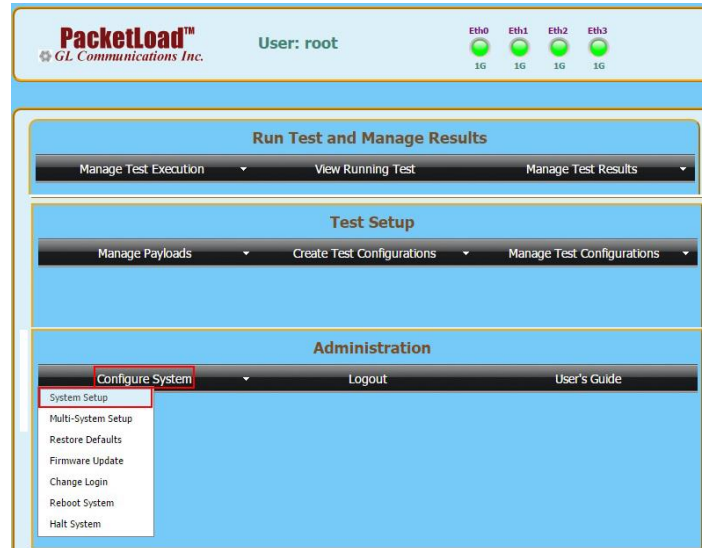 PacketLoad™
GL Communications Inc.
User: root
Eth0 Eth1 Eth2 Eth3
1G 1G 1G 1G
Run Test and Manage Results
Manage Test Execution View Running Test Manage Test Results
Test Setup
Manage Payloads Create Test Configurations Manage Test Configurations
Administration
Configure System Logout User's Guide
System Setup
Multi-System Setup
Restore Defaults
Firmware Update
Change Login
Reboot System
Halt System